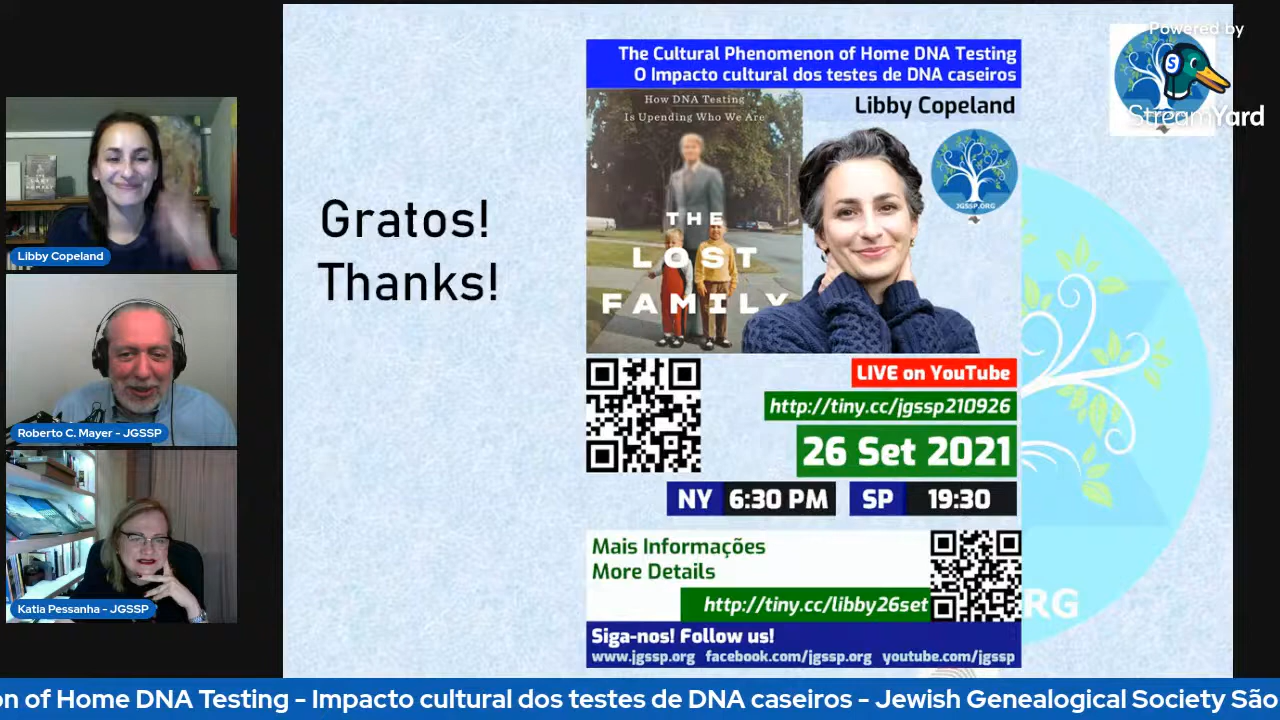 Powered by
StreamYard
Libby Copeland
Roberto C. Mayer - JGSSP
Katia Pessanha - JGSSP
Gratos!
Thanks!
The Cultural Phenomenon of Home DNA Testing
O Impacto cultural dos testes de DNA caseiros
How DNA Testing
Is Upending Who We Are
THE
LOST
FAMILY
Libby Copeland
JGSSP.ORG
LIVE on YouTube
http://tiny.cc/jgssp210926
26 Set 2021
NY 6:30 PM SP 19:30
Mais Informações
More Details
http://tiny.cc/libby26set
Siga-nos! Follow us!
www.jgssp.org facebook.com/jgssp.org youtube.com/jgssp
RG
on of Home DNA Testing - Impacto cultural dos testes de DNA caseiros - Jewish Genealogical Society São